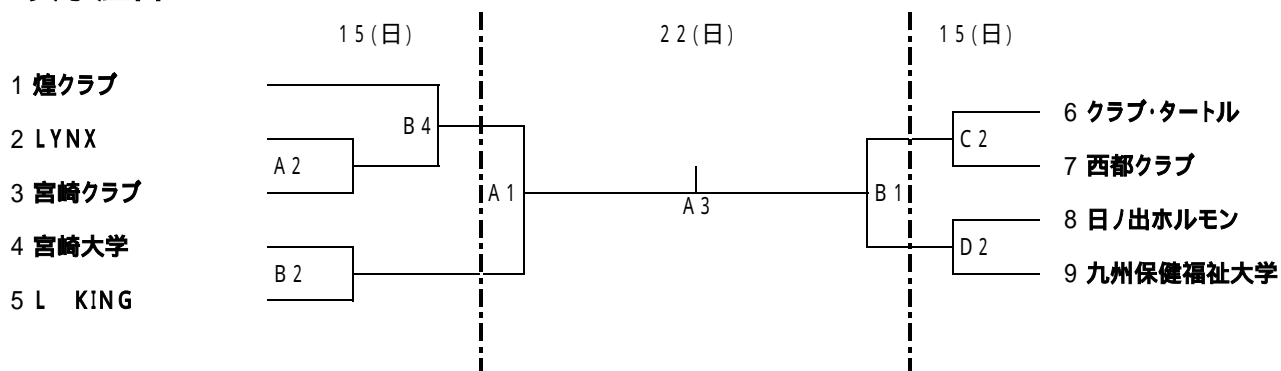 15(日)
22(日)
15(日)
1 煌クラブ
2 LYNX
3 宮崎クラブ
4 宮崎大学
5 L KING
B4
A2
B2
A1
A3
B1
C2
D2
6 クラブ・タートル
7 西都クラブ
8 日ノ出ホルモン
9 九州保健福祉大学